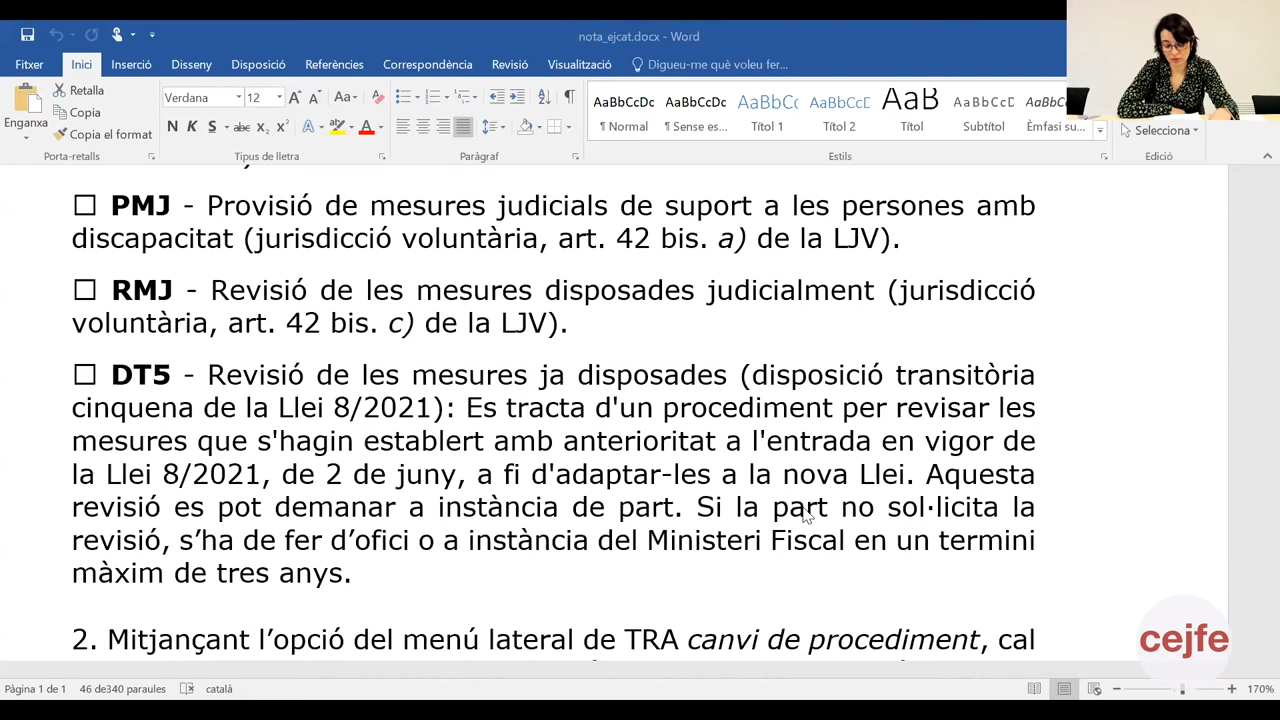 nota_ejcat.docx - Word
Fitxer Inici Inserció Disseny Disposició Referències Correspondència Revisió Visualització Digueu-me què voleu fer...
Enganxa
Retalla
Copia
Copia el format
Porta-retalls
Verdana 12
N K S abc x₂ x²
Tipus de lletra
Paràgraf
AaBbCcDc AaBbCcDc AaBbCc AaBbCcD AaB AaBbCcD AaBbCcDc
¶ Normal ¶ Sense es... Títol 1 Títol 2 Títol Subtítol Èmfasi su...
Estils
Selecciona
Edició
☐ PMJ - Provisió de mesures judicials de suport a les persones amb
discapacitat (jurisdicció voluntària, art. 42 bis. a) de la LJV).
☐ RMJ - Revisió de les mesures disposades judicialment (jurisdicció
voluntària, art. 42 bis. c) de la LJV).
☐ DT5 - Revisió de les mesures ja disposades (disposició transitòria
cinquena de la Llei 8/2021): Es tracta d'un procediment per revisar les
mesures que s'hagin establert amb anterioritat a l'entrada en vigor de
la Llei 8/2021, de 2 de juny, a fi d'adaptar-les a la nova Llei. Aquesta
revisió es pot demanar a instància de part. Si la part no sol·licita la
revisió, s’ha de fer d’ofici o a instància del Ministeri Fiscal en un termini
màxim de tres anys.
2. Mitjançant l’opció del menú lateral de TRA canvi de procediment, cal
cejfe
Pàgina 1 de 1 46 de340 paraules català 170%